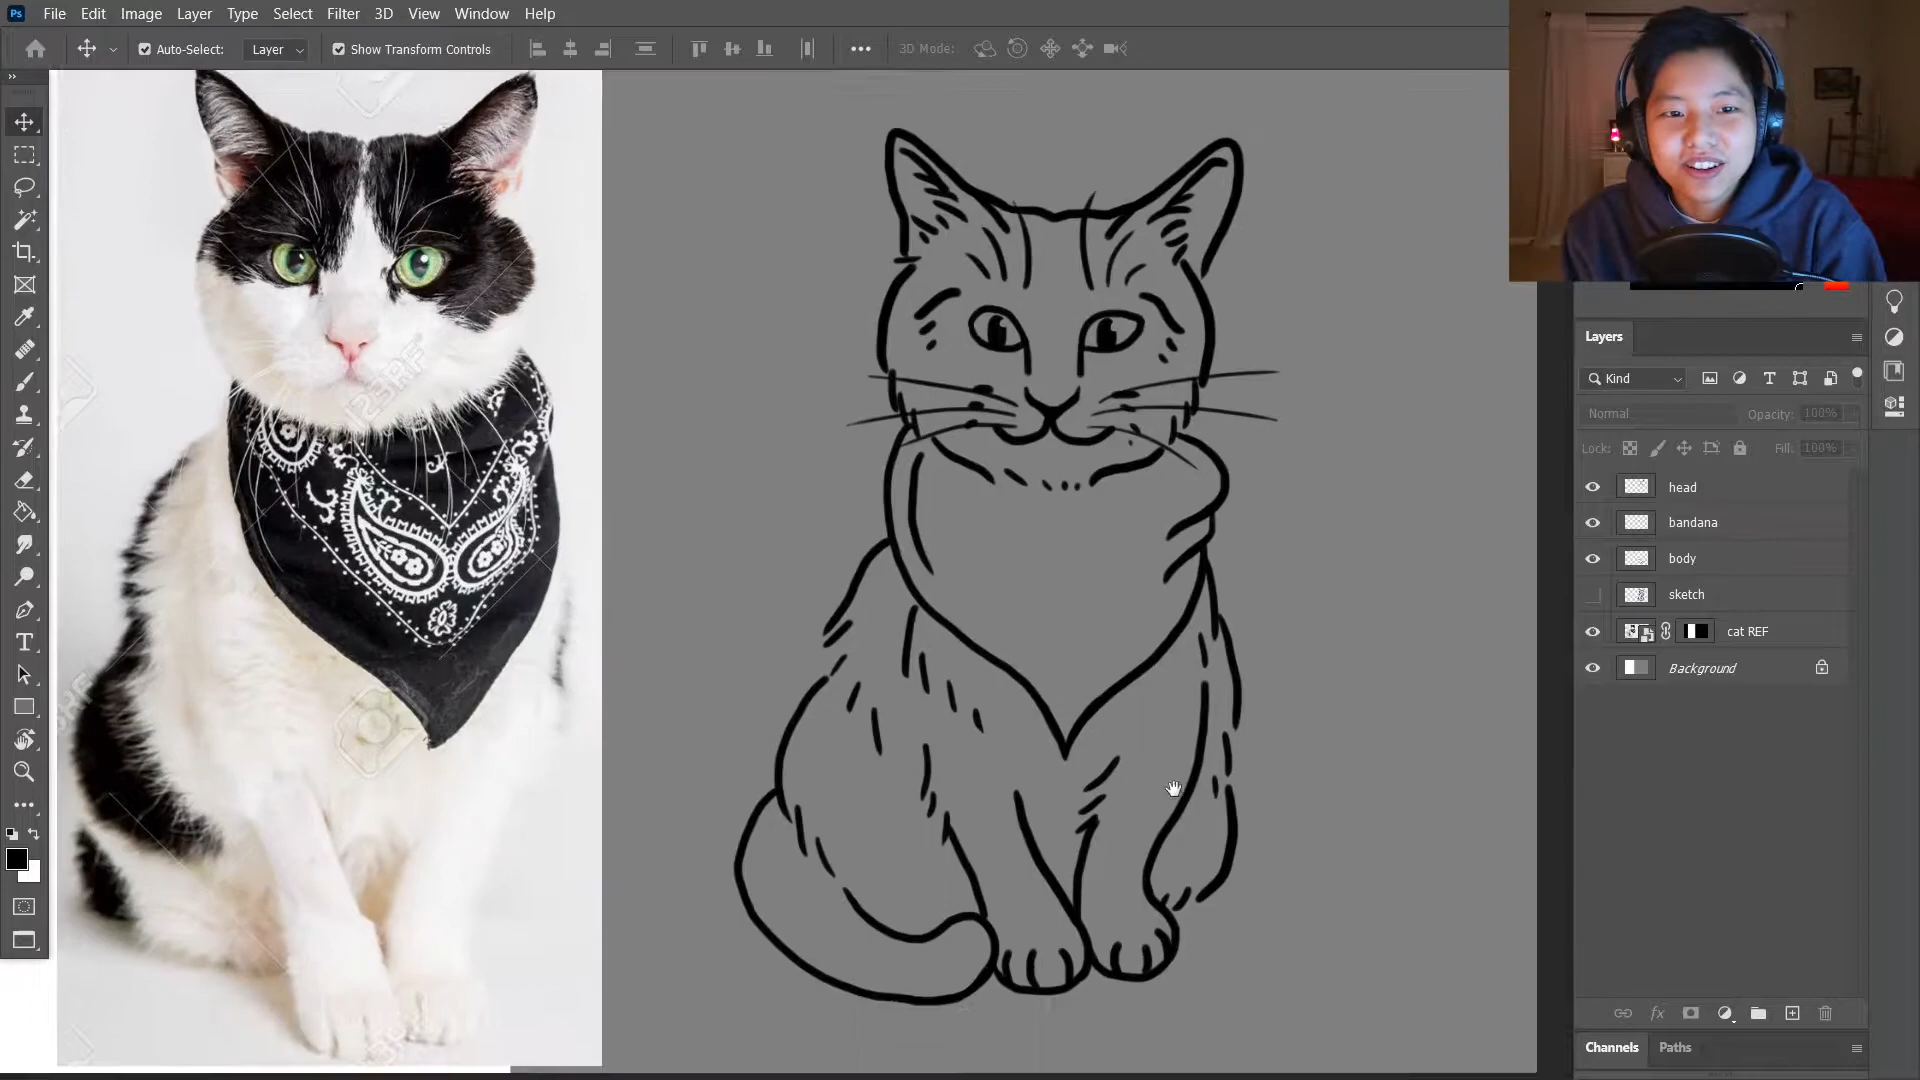 Ps File Edit Image Layer Type Select Filter 3D View Window Help
Auto-Select: Layer Show Transform Controls ••• 3D Mode:
Layers
Kind
Normal Opacity: 100%
Lock: Fill: 100%
head
bandana
body
sketch
cat REF
Background
Channels Paths
123RF